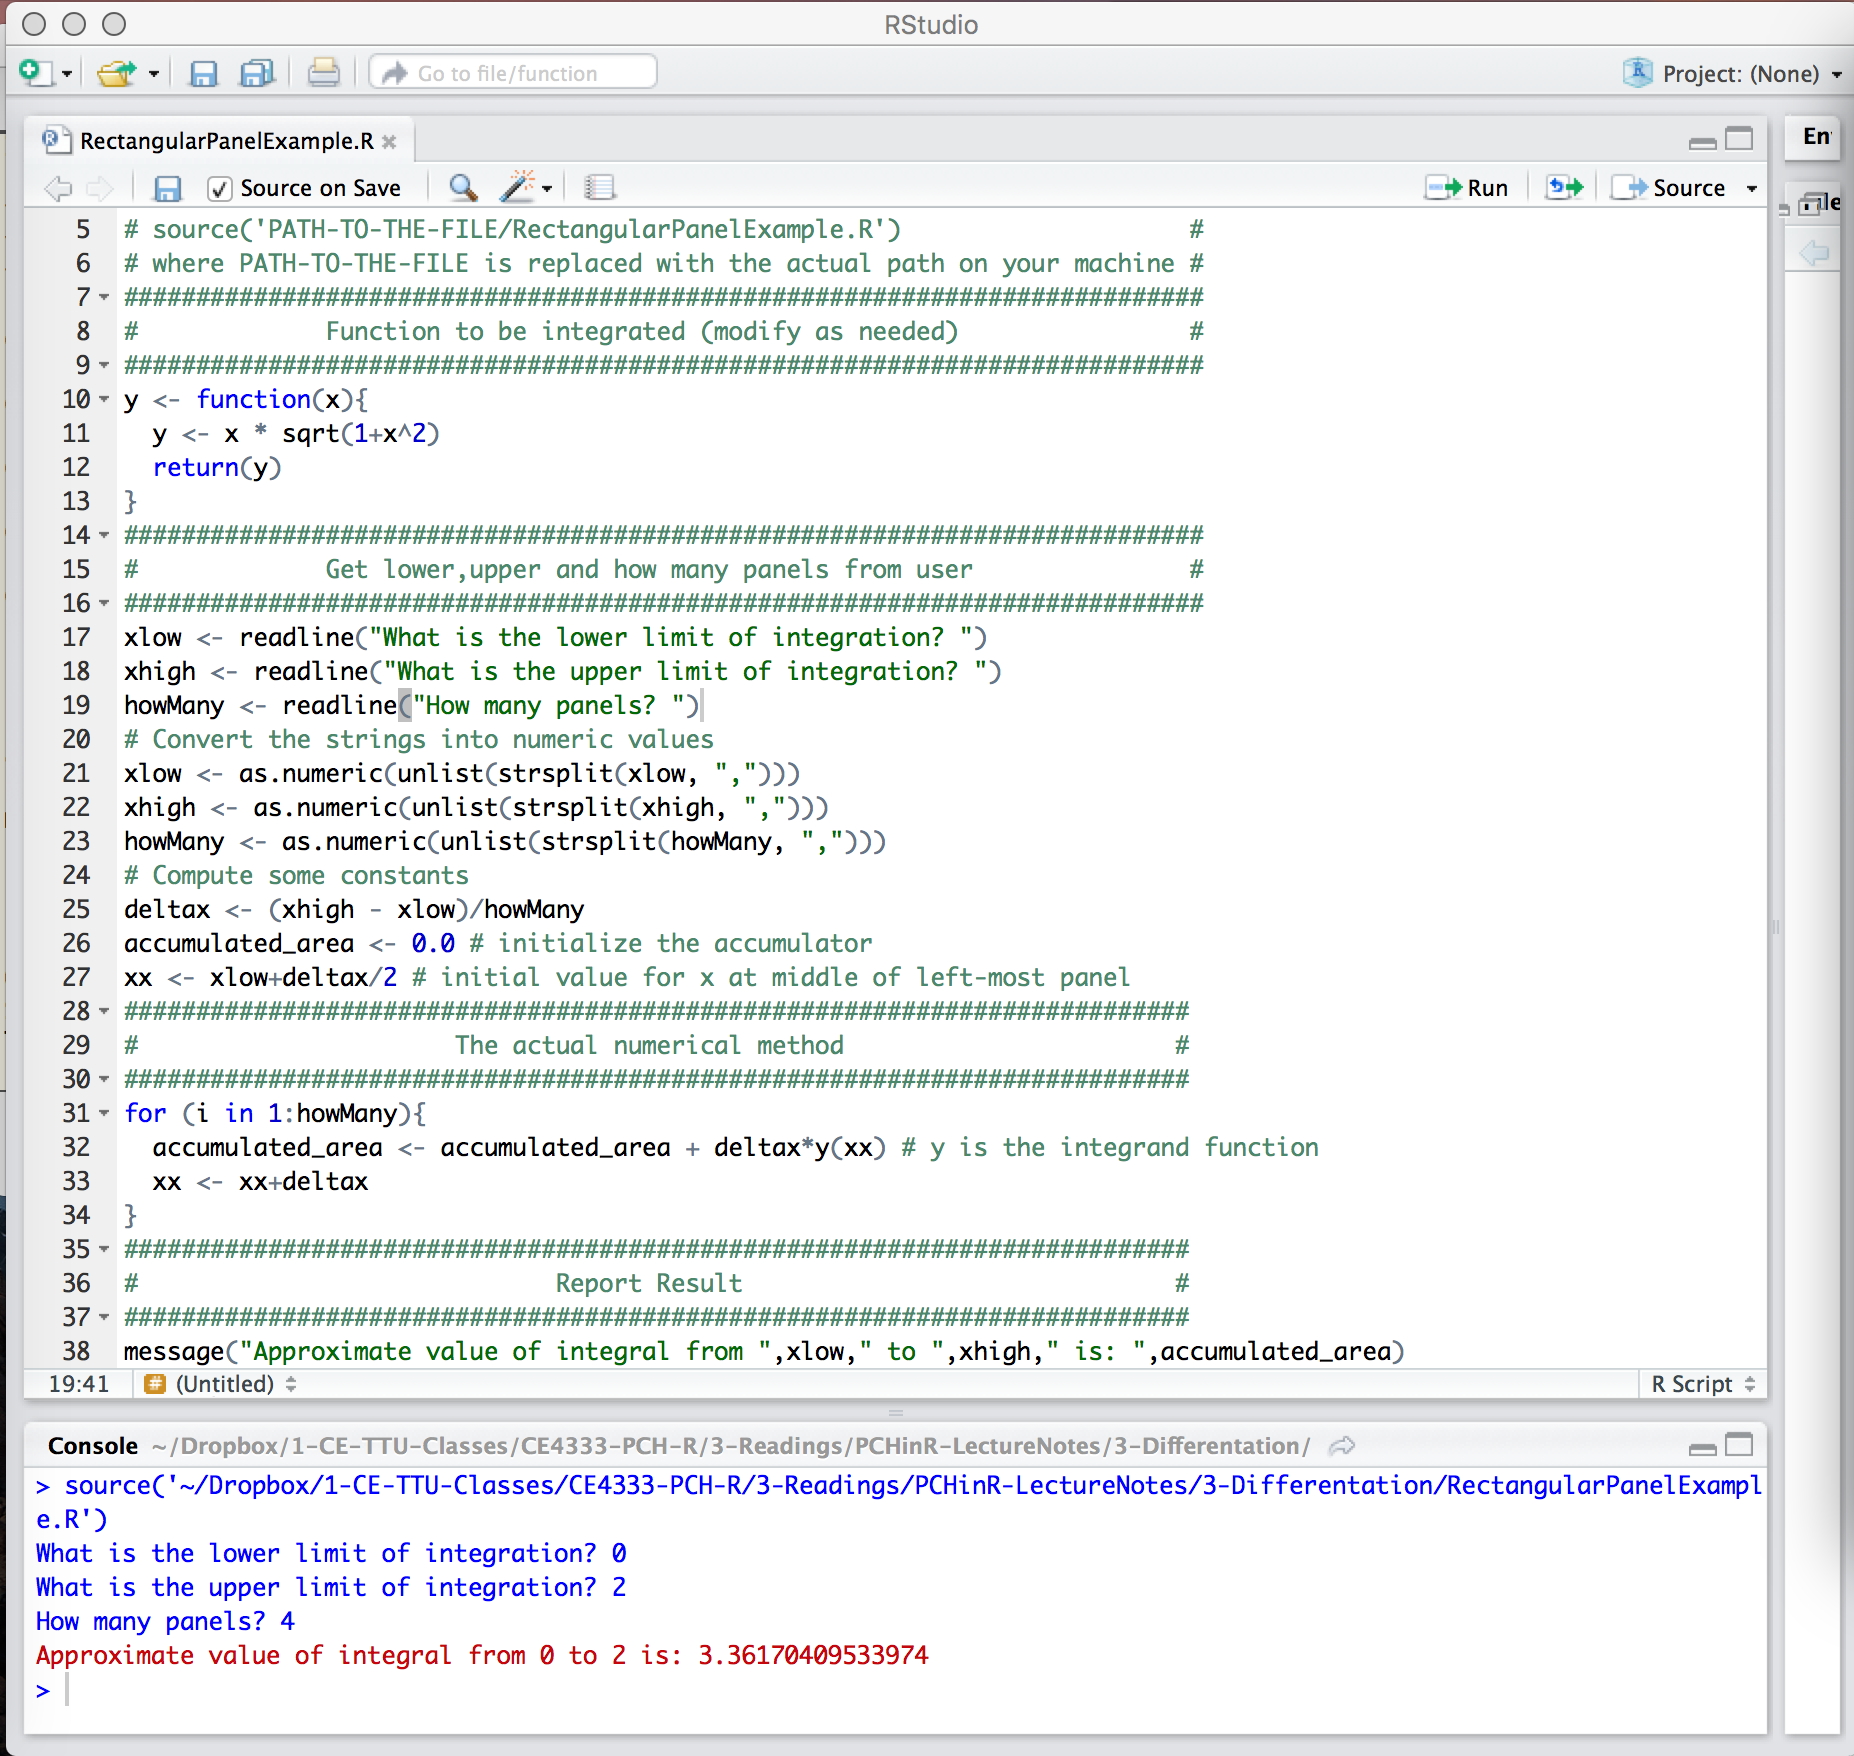 RStudio
Go to file/function
Project: (None)
RectangularPanelExample.R
En
Source on Save
Run
Source
5 # source('PATH-TO-THE-FILE/RectangularPanelExample.R') #
6 # where PATH-TO-THE-FILE is replaced with the actual path on your machine #
7 ###########################################################################
8 # Function to be integrated (modify as needed) #
9 ###########################################################################
10 y <- function(x){
11 y <- x * sqrt(1+x^2)
12 return(y)
13 }
14 ###########################################################################
15 # Get lower,upper and how many panels from user #
16 ###########################################################################
17 xlow <- readline("What is the lower limit of integration? ")
18 xhigh <- readline("What is the upper limit of integration? ")
19 howMany <- readline("How many panels? ")
20 # Convert the strings into numeric values
21 xlow <- as.numeric(unlist(strsplit(xlow, ",")))
22 xhigh <- as.numeric(unlist(strsplit(xhigh, ",")))
23 howMany <- as.numeric(unlist(strsplit(howMany, ",")))
24 # Compute some constants
25 deltax <- (xhigh - xlow)/howMany
26 accumulated_area <- 0.0 # initialize the accumulator
27 xx <- xlow+deltax/2 # initial value for x at middle of left-most panel
28 ##########################################################################
29 # The actual numerical method #
30 ##########################################################################
31 for (i in 1:howMany){
32 accumulated_area <- accumulated_area + deltax*y(xx) # y is the integrand function
33 xx <- xx+deltax
34 }
35 ##########################################################################
36 # Report Result #
37 ##########################################################################
38 message("Approximate value of integral from ",xlow," to ",xhigh," is: ",accumulated_area)
19:41 # (Untitled) R Script
Console ~/Dropbox/1-CE-TTU-Classes/CE4333-PCH-R/3-Readings/PCHinR-LectureNotes/3-Differentation/
> source('~/Dropbox/1-CE-TTU-Classes/CE4333-PCH-R/3-Readings/PCHinR-LectureNotes/3-Differentation/RectangularPanelExampl
e.R')
What is the lower limit of integration? 0
What is the upper limit of integration? 2
How many panels? 4
Approximate value of integral from 0 to 2 is: 3.36170409533974
>